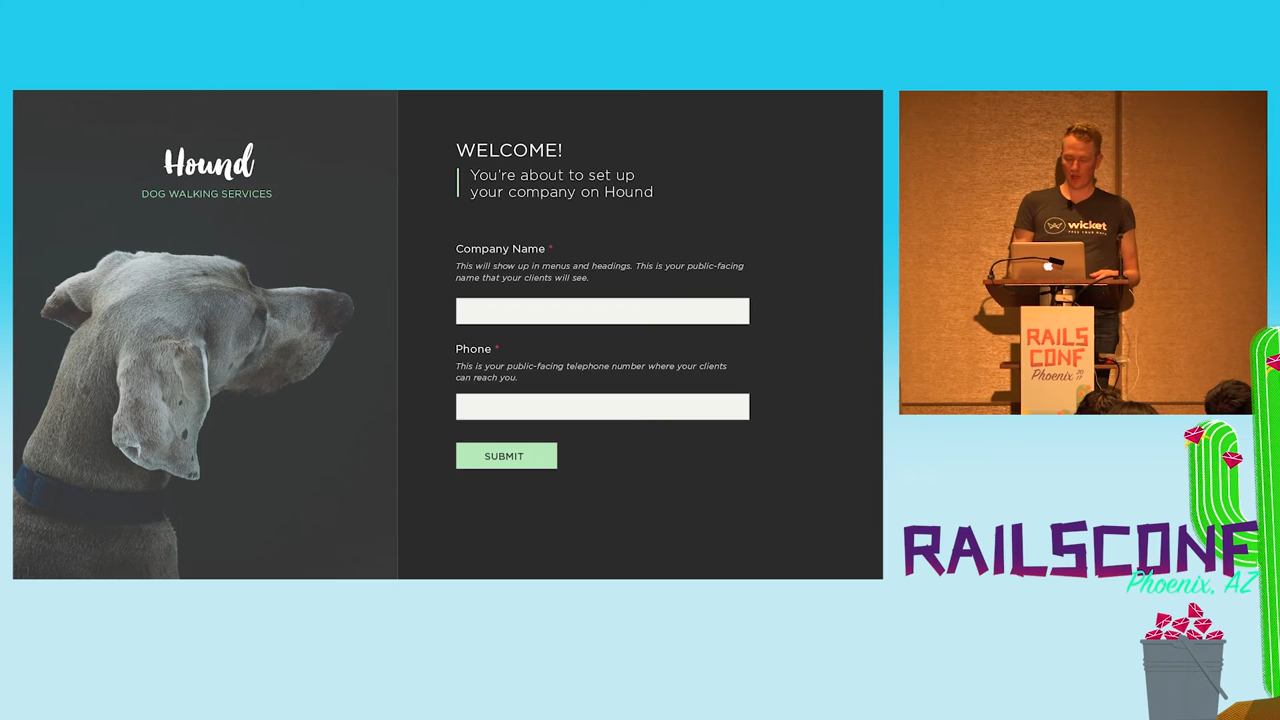 Hound
DOG WALKING SERVICES
WELCOME!
You're about to set up
your company on Hound
Company Name *
This will show up in menus and headings. This is your public-facing
name that your clients will see.
Phone *
This is your public-facing telephone number where your clients
can reach you.
SUBMIT
wicket
RAILS
CONF
Phoenix 2017
RAILSCONF
Phoenix, AZ